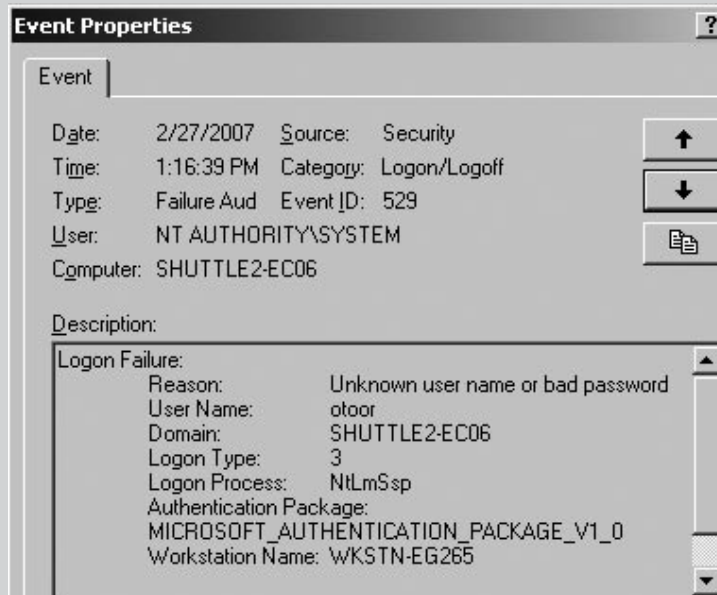 Event Properties ?
Event
Date: 2/27/2007 Source: Security
Time: 1:16:39 PM Category: Logon/Logoff
Type: Failure Aud Event ID: 529
User: NT AUTHORITY\SYSTEM
Computer: SHUTTLE2-EC06
Description:
Logon Failure:
Reason: Unknown user name or bad password
User Name: otoor
Domain: SHUTTLE2-EC06
Logon Type: 3
Logon Process: NtLmSsp
Authentication Package:
MICROSOFT_AUTHENTICATION_PACKAGE_V1_0
Workstation Name: WKSTN-EG265